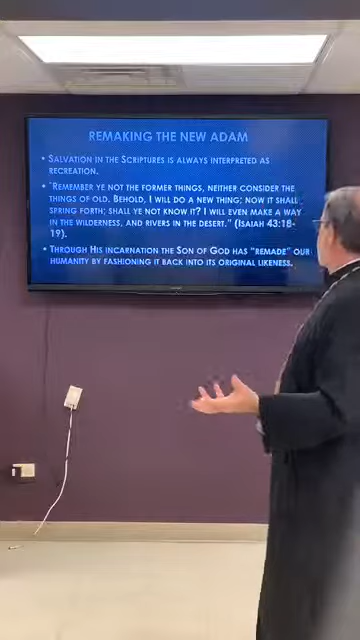 REMAKING THE NEW ADAM
• SALVATION IN THE SCRIPTURES IS ALWAYS INTERPRETED AS
RECREATION.
• "REMEMBER YE NOT THE FORMER THINGS, NEITHER CONSIDER THE
THINGS OF OLD. BEHOLD, I WILL DO A NEW THING; NOW IT SHALL
SPRING FORTH; SHALL YE NOT KNOW IT? I WILL EVEN MAKE A WAY
IN THE WILDERNESS, AND RIVERS IN THE DESERT." (ISAIAH 43:18-
19).
• THROUGH HIS INCARNATION THE SON OF GOD HAS "REMADE" OUR
HUMANITY BY FASHIONING IT BACK INTO ITS ORIGINAL LIKENESS.